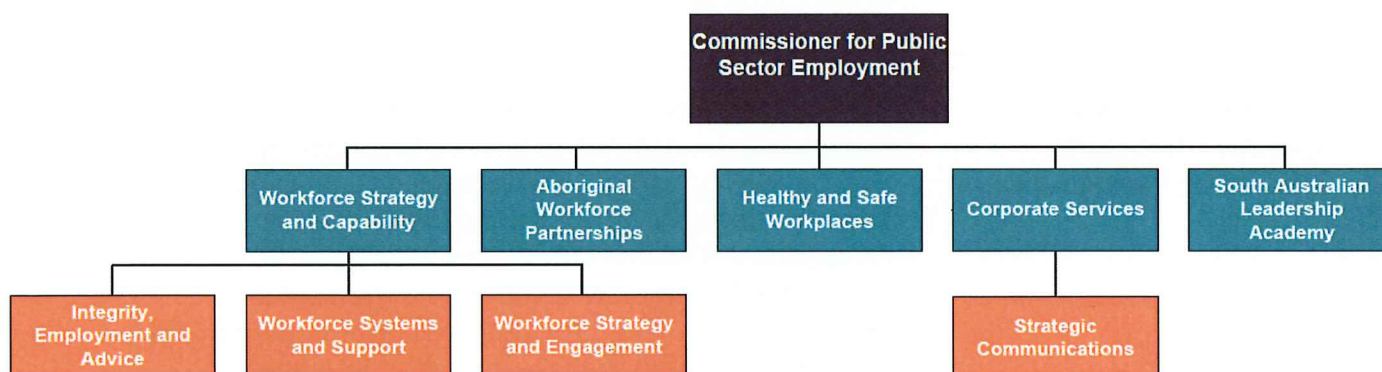 Commissioner for Public
Sector Employment
Workforce Strategy
and Capability
Aboriginal
Workforce
Partnerships
Healthy and Safe
Workplaces
Corporate Services
South Australian
Leadership
Academy
Integrity,
Employment and
Advice
Workforce Systems
and Support
Workforce Strategy
and Engagement
Strategic
Communications